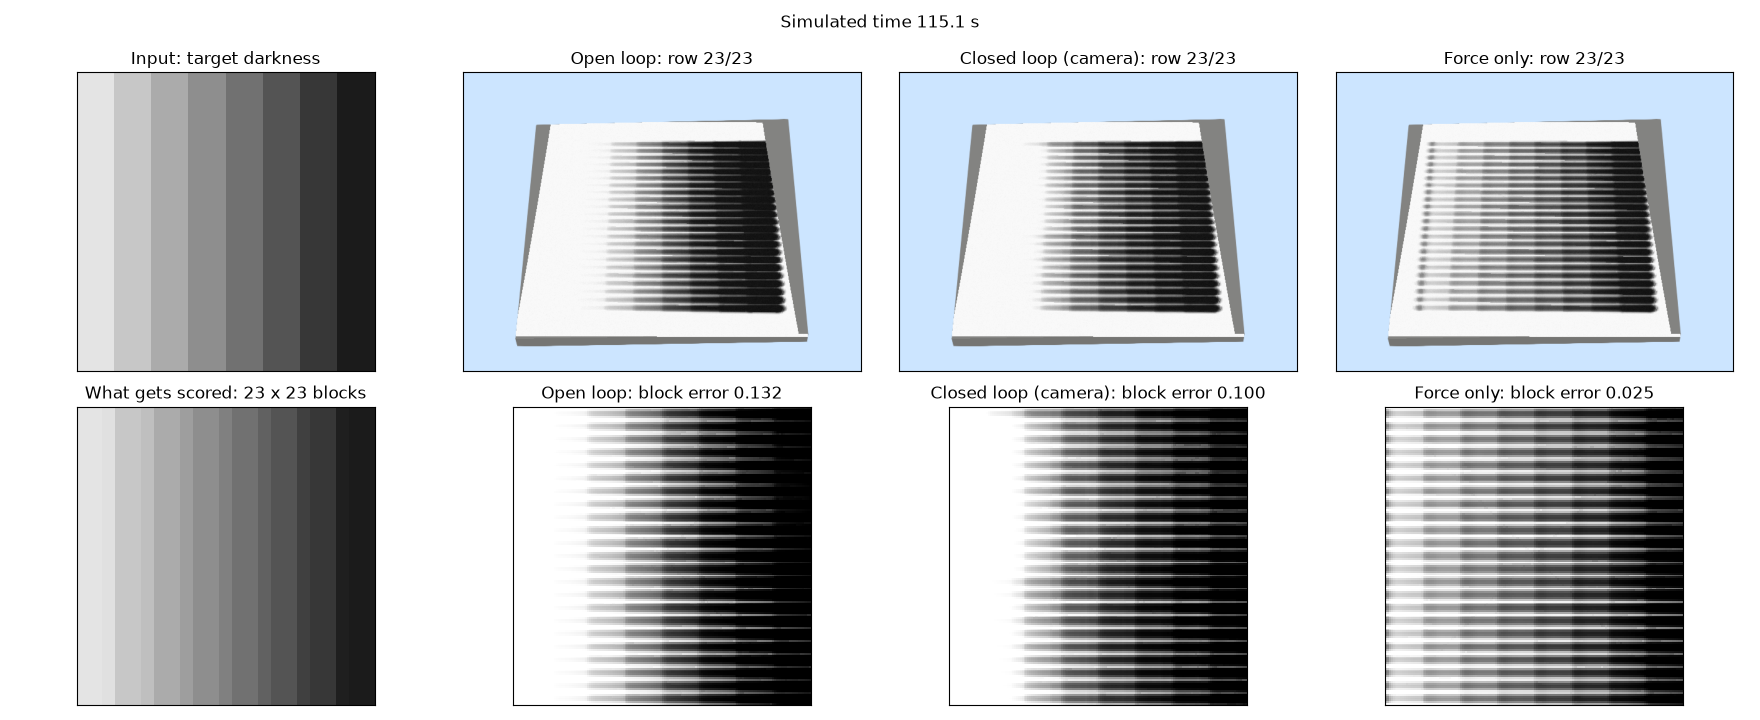 Simulated time 115.1 s
Input: target darkness
Open loop: row 23/23
Closed loop (camera): row 23/23
Force only: row 23/23
What gets scored: 23 x 23 blocks
Open loop: block error 0.132
Closed loop (camera): block error 0.100
Force only: block error 0.025